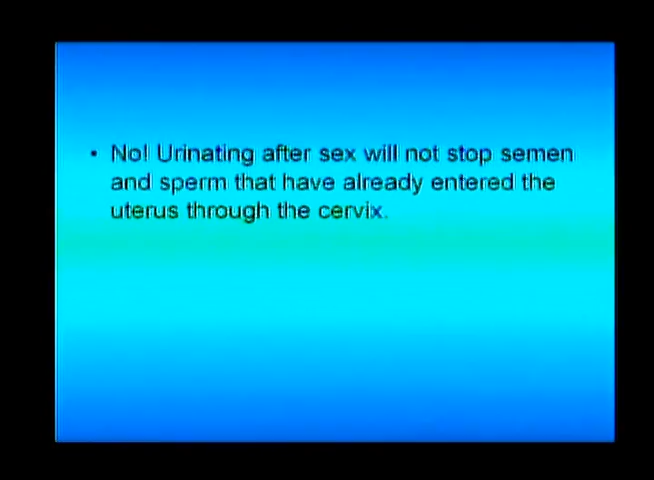 • No! Urinating after sex will not stop semen
and sperm that have already entered the
uterus through the cervix.